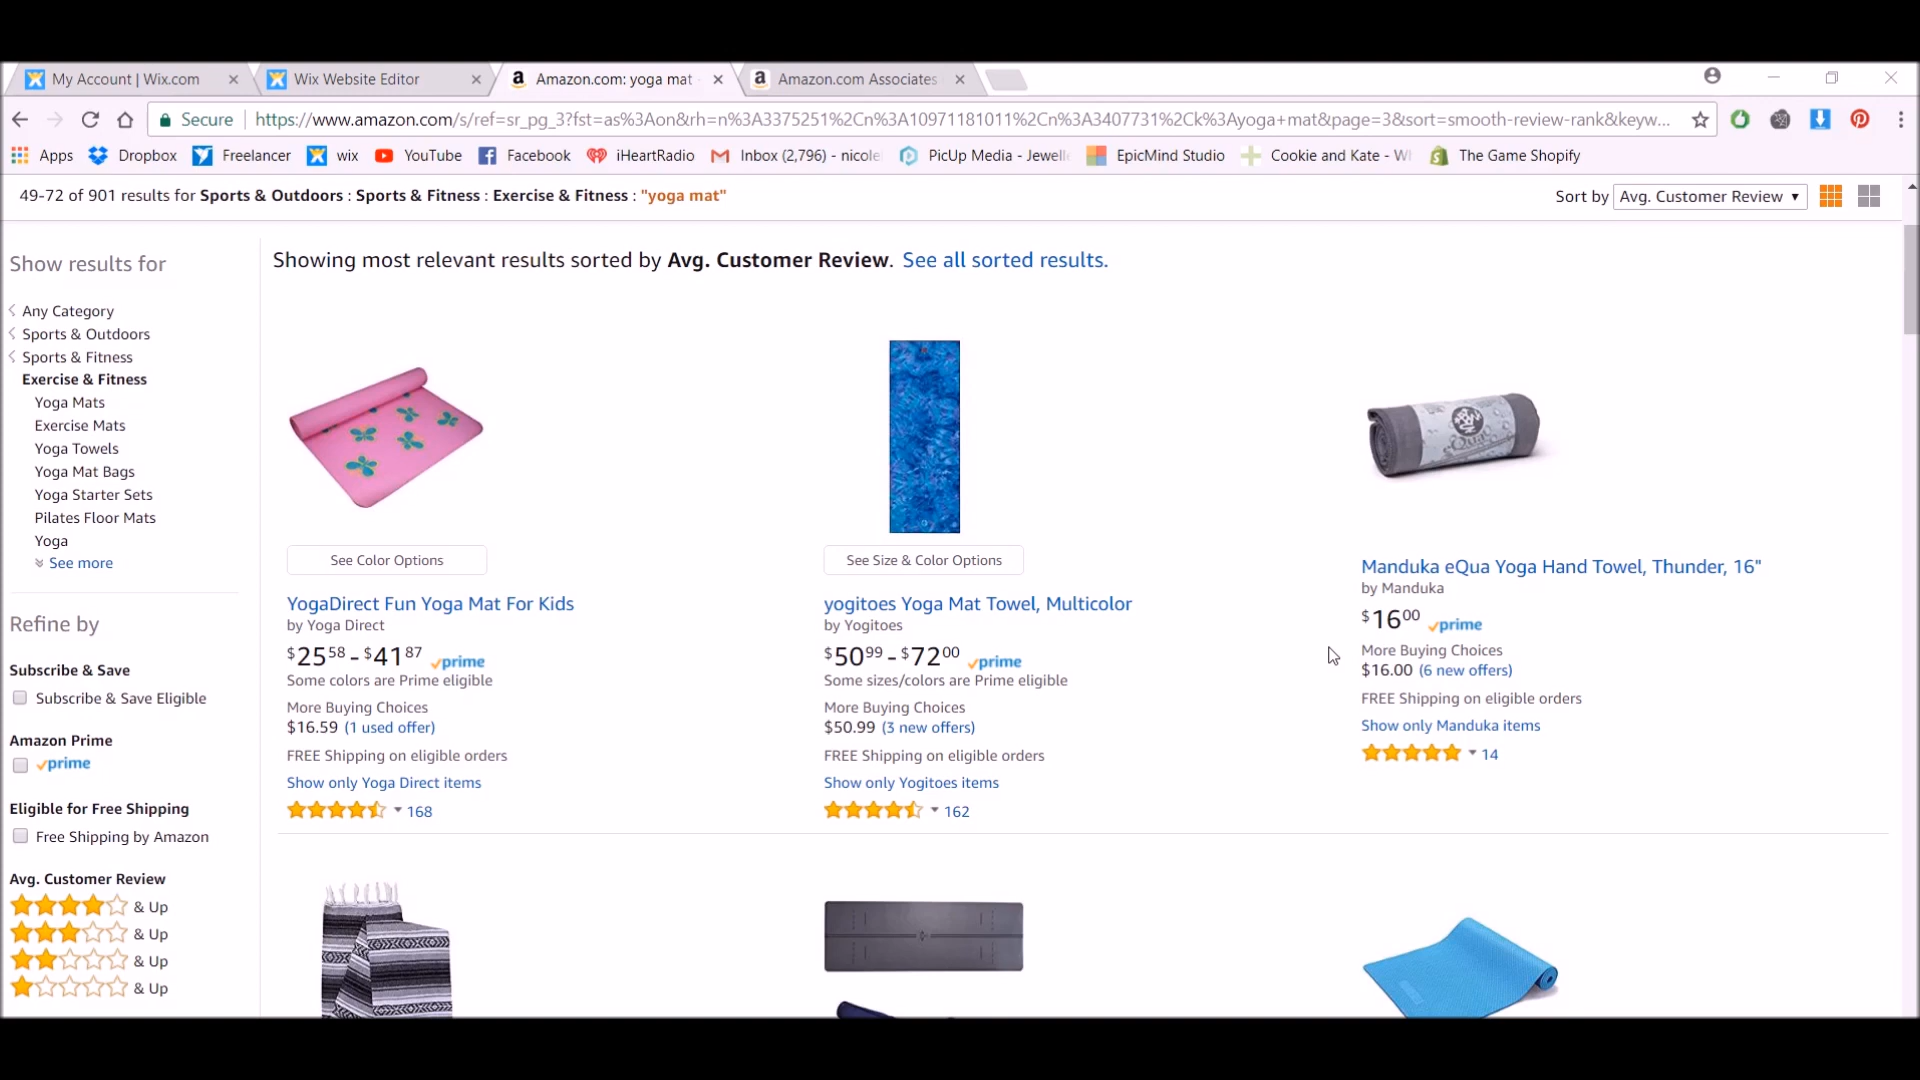 My Account | Wix.com
Wix Website Editor
Amazon.com: yoga mat
Amazon.com Associates
Secure
https://www.amazon.com/s/ref=sr_pg_3?fst=as%3Aon&rh=n%3A3375251%2Cn%3A10971181011%2Cn%3A3407731%2Ck%3Ayoga+mat&page=3&sort=smooth-review-rank&keyw...
Apps
Dropbox
Freelancer
wix
YouTube
Facebook
iHeartRadio
Inbox (2,796) - nicole
PicUp Media - Jewell
EpicMind Studio
Cookie and Kate - W
The Game Shopify
49-72 of 901 results for Sports & Outdoors : Sports & Fitness : Exercise & Fitness : "yoga mat"
Sort by Avg. Customer Review
Show results for
Any Category
Sports & Outdoors
Sports & Fitness
Exercise & Fitness
Yoga Mats
Exercise Mats
Yoga Towels
Yoga Mat Bags
Yoga Starter Sets
Pilates Floor Mats
Yoga
See more
Refine by
Subscribe & Save
Subscribe & Save Eligible
Amazon Prime
prime
Eligible for Free Shipping
Free Shipping by Amazon
Avg. Customer Review
& Up
& Up
& Up
& Up
Showing most relevant results sorted by Avg. Customer Review. See all sorted results.
See Color Options
YogaDirect Fun Yoga Mat For Kids
by Yoga Direct
$25 58 - $41 87 prime
Some colors are Prime eligible
More Buying Choices
$16.59 (1 used offer)
FREE Shipping on eligible orders
Show only Yoga Direct items
168
See Size & Color Options
yogitoes Yoga Mat Towel, Multicolor
by Yogitoes
$50 99 - $72 00 prime
Some sizes/colors are Prime eligible
More Buying Choices
$50.99 (3 new offers)
FREE Shipping on eligible orders
Show only Yogitoes items
162
Manduka eQua Yoga Hand Towel, Thunder, 16"
by Manduka
$16 00 prime
More Buying Choices
$16.00 (6 new offers)
FREE Shipping on eligible orders
Show only Manduka items
14